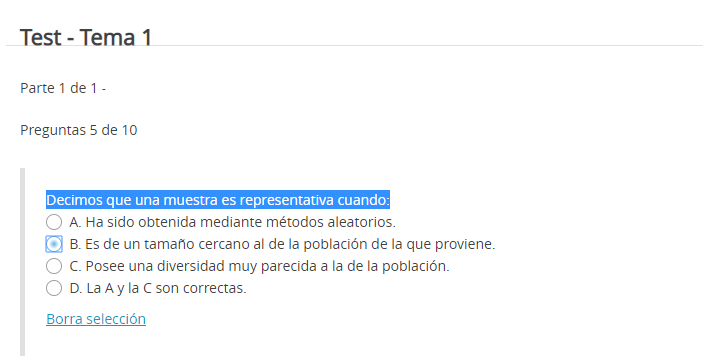 Test - Tema 1
Parte 1 de 1 -
Preguntas 5 de 10
Decimos que una muestra es representativa cuando:
A. Ha sido obtenida mediante métodos aleatorios.
B. Es de un tamaño cercano al de la población de la que proviene.
C. Posee una diversidad muy parecida a la de la población.
D. La A y la C son correctas.
Borra selección